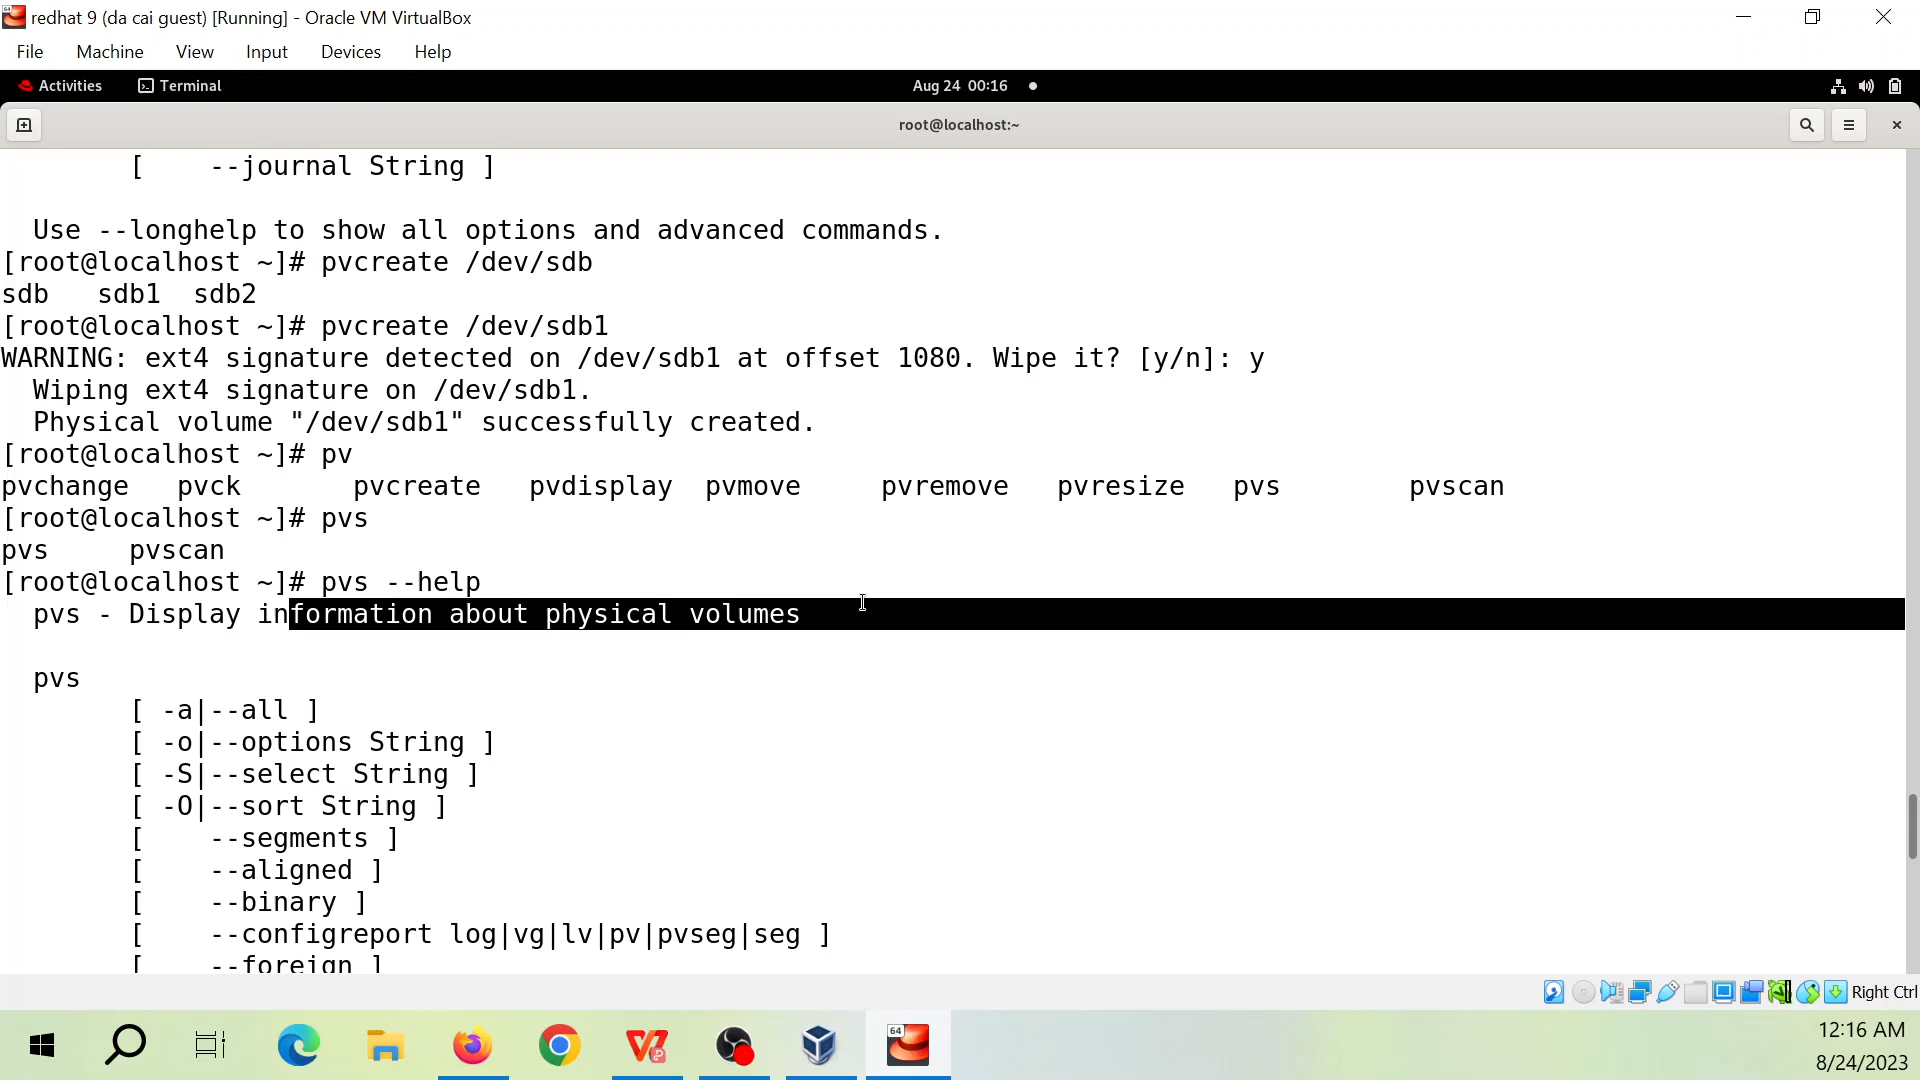 redhat 9 (da cai guest) [Running] - Oracle VM VirtualBox
File Machine View Input Devices Help
Activities Terminal Aug 24 00:16
root@localhost:~
[ --journal String ]
Use --longhelp to show all options and advanced commands.
[root@localhost ~]# pvcreate /dev/sdb
sdb sdb1 sdb2
[root@localhost ~]# pvcreate /dev/sdb1
WARNING: ext4 signature detected on /dev/sdb1 at offset 1080. Wipe it? [y/n]: y
Wiping ext4 signature on /dev/sdb1.
Physical volume "/dev/sdb1" successfully created.
[root@localhost ~]# pv
pvchange pvck pvcreate pvdisplay pvmove pvremove pvresize pvs pvscan
[root@localhost ~]# pvs
pvs pvscan
[root@localhost ~]# pvs --help
pvs - Display information about physical volumes
pvs
[ -a|--all ]
[ -o|--options String ]
[ -S|--select String ]
[ -O|--sort String ]
[ --segments ]
[ --aligned ]
[ --binary ]
[ --configreport log|vg|lv|pv|pvseg|seg ]
[ --foreign ]
Right Ctrl
64
12:16 AM
8/24/2023